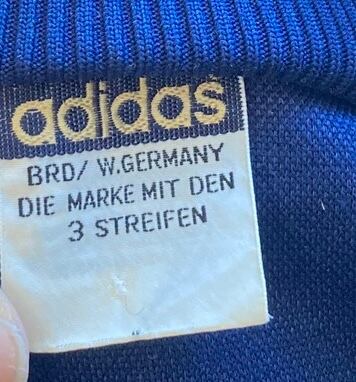 adidas
BRD/ W.GERMANY
DIE MARKE MIT DEN
3 STREIFEN